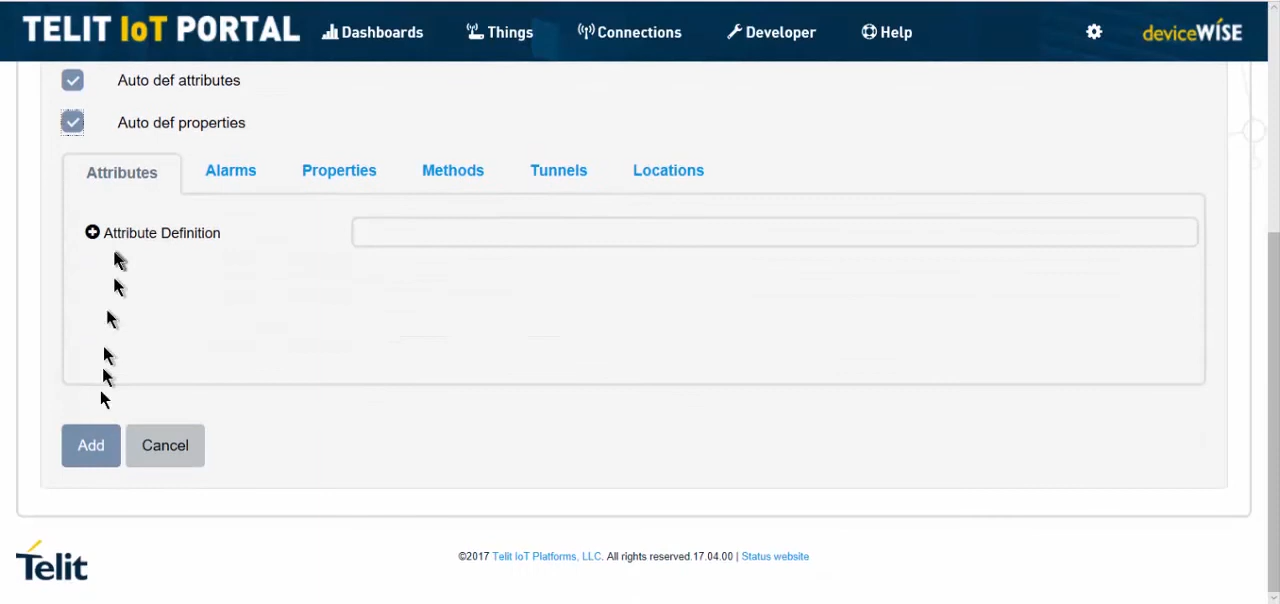 TELIT IoT PORTAL Dashboards Things Connections Developer Help deviceWISE
Auto def attributes
Auto def properties
Attributes Alarms Properties Methods Tunnels Locations
Attribute Definition
Add Cancel
Telit ©2017 Telit IoT Platforms, LLC. All rights reserved.17.04.00 | Status website